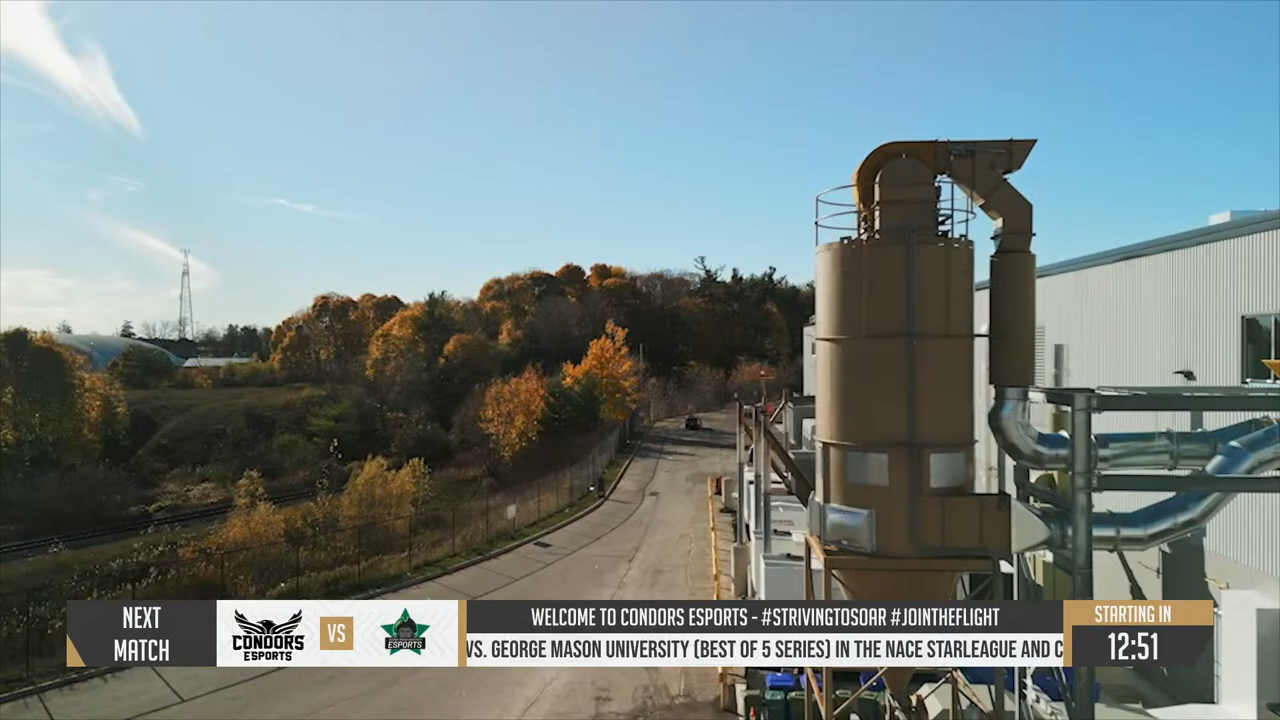 NEXT
MATCH
CONDORS
ESPORTS
VS
ESPORTS
WELCOME TO CONDORS ESPORTS - #STRIVINGTOSOAR #JOINTHEFLIGHT
VS. GEORGE MASON UNIVERSITY (BEST OF 5 SERIES) IN THE NACE STARLEAGUE AND C
STARTING IN
12:51